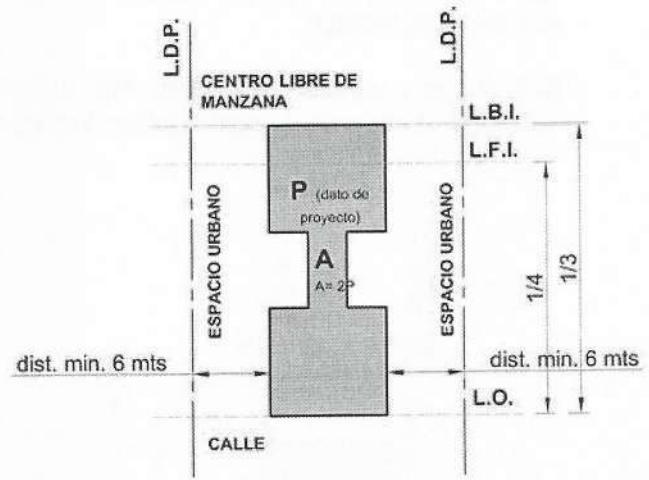 L.D.P.
L.D.P.
CENTRO LIBRE DE
MANZANA
L.B.I.
L.F.I.
P (dato de
proyecto)
ESPACIO URBANO
ESPACIO URBANO
A
A= 2P
1/4
1/3
dist. min. 6 mts
dist. min. 6 mts
L.O.
CALLE